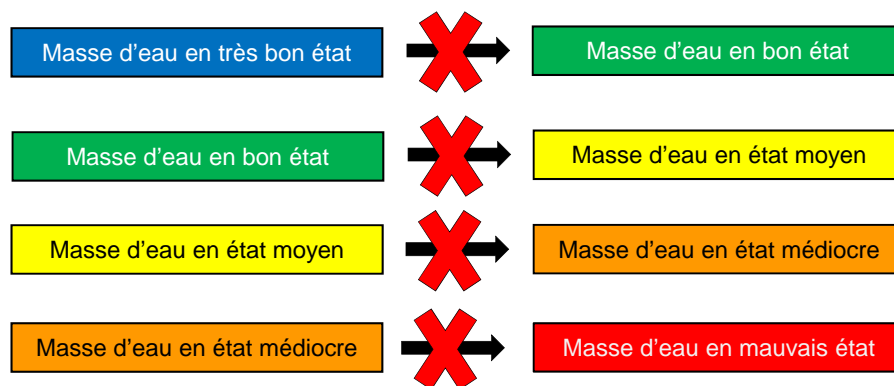 Masse d'eau en très bon état
Masse d'eau en bon état
Masse d'eau en bon état
Masse d'eau en état moyen
Masse d'eau en état moyen
Masse d'eau en état médiocre
Masse d'eau en état médiocre
Masse d'eau en mauvais état